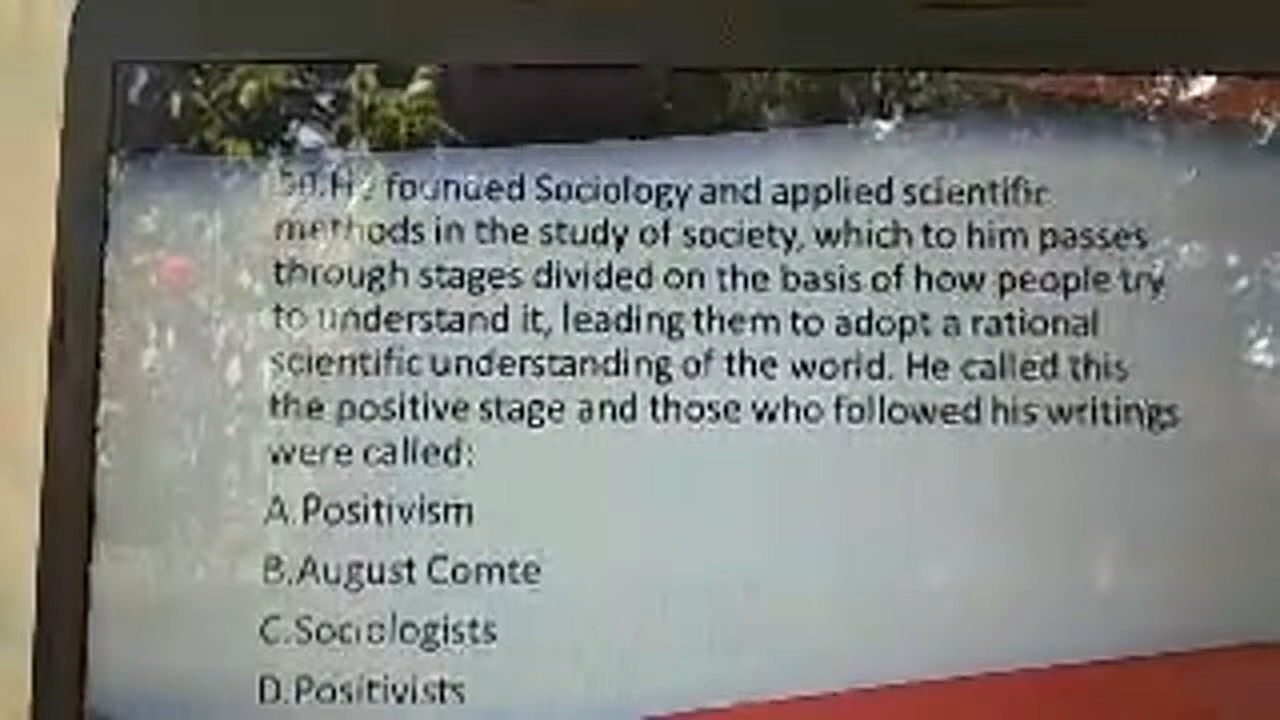 50.He founded Sociology and applied scientific
methods in the study of society, which to him passes
through stages divided on the basis of how people try
to understand it, leading them to adopt a rational
scientific understanding of the world. He called this
the positive stage and those who followed his writings
were called:
A.Positivism
B.August Comte
C.Sociologists
D.Positivists